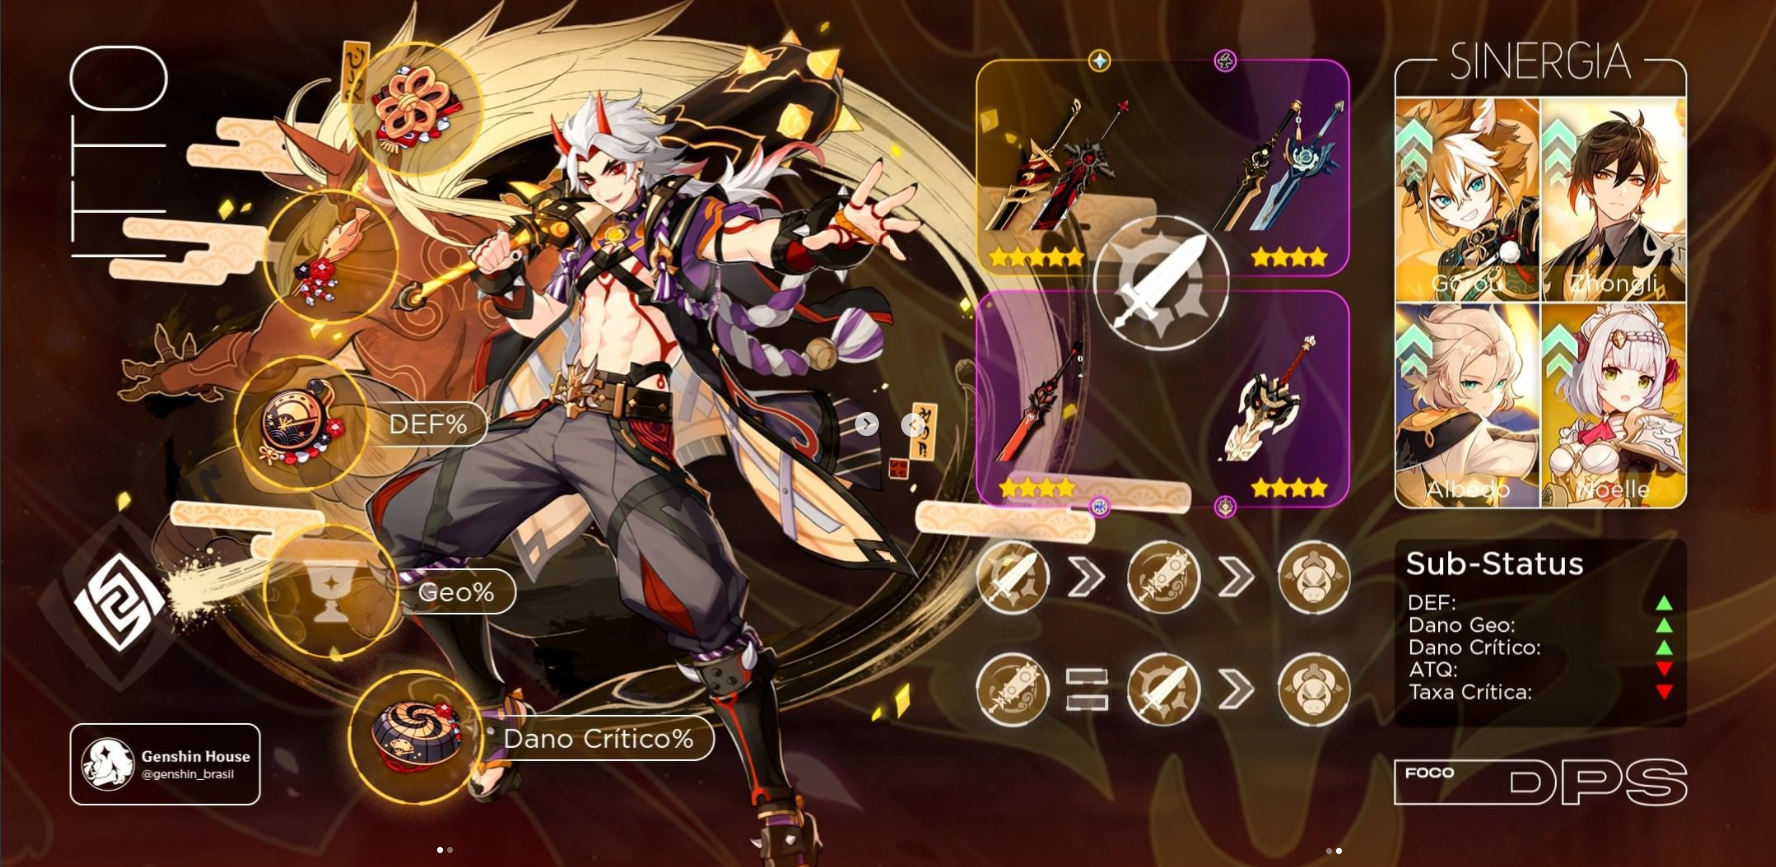 ITTO
DEF%
Geo%
Dano Crítico%
Genshin House
@genshin_brasil
SINERGIA
Gorou
Zhongli
Albedo
Noelle
Sub-Status
DEF:
Dano Geo:
Dano Crítico:
ATQ:
Taxa Crítica:
FOCO
DPS